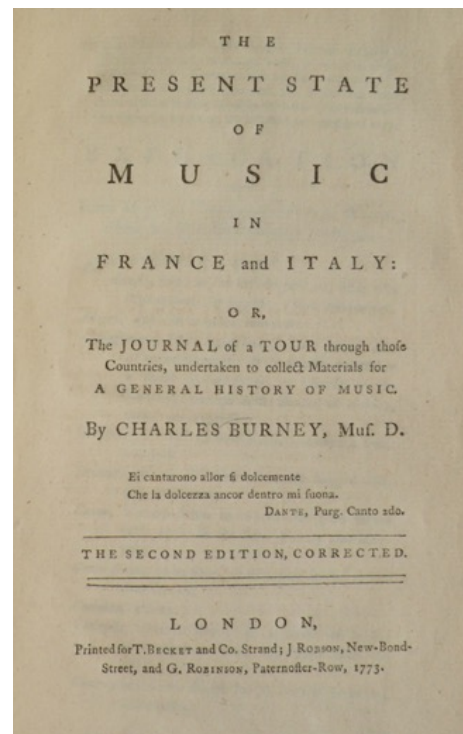 THE
PRESENT STATE
OF
MUSIC
IN
FRANCE and ITALY:
OR,
The JOURNAL of a TOUR through thoſe
Countries, undertaken to collect Materials for
A GENERAL HISTORY OF MUSIC.
By CHARLES BURNEY, Muſ. D.
Ei cantarono allor ſi dolcemente
Che la dolcezza ancor dentro mi ſuona.
DANTE, Purg. Canto 2do.
THE SECOND EDITION, CORRECTED.
LONDON,
Printed for T. BECKET and Co. Strand; J. ROBSON, New-Bond-
Street, and G. ROBINSON, Paternoſter-Row, 1773.